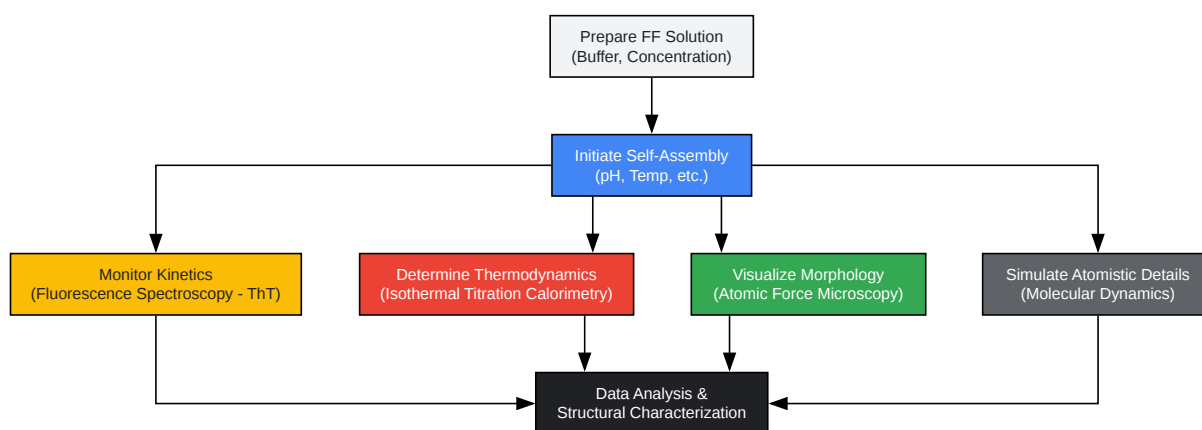 Prepare FF Solution
(Buffer, Concentration)
Initiate Self-Assembly
(pH, Temp, etc.)
Monitor Kinetics
(Fluorescence Spectroscopy - ThT)
Determine Thermodynamics
(Isothermal Titration Calorimetry)
Visualize Morphology
(Atomic Force Microscopy)
Simulate Atomistic Details
(Molecular Dynamics)
Data Analysis &
Structural Characterization